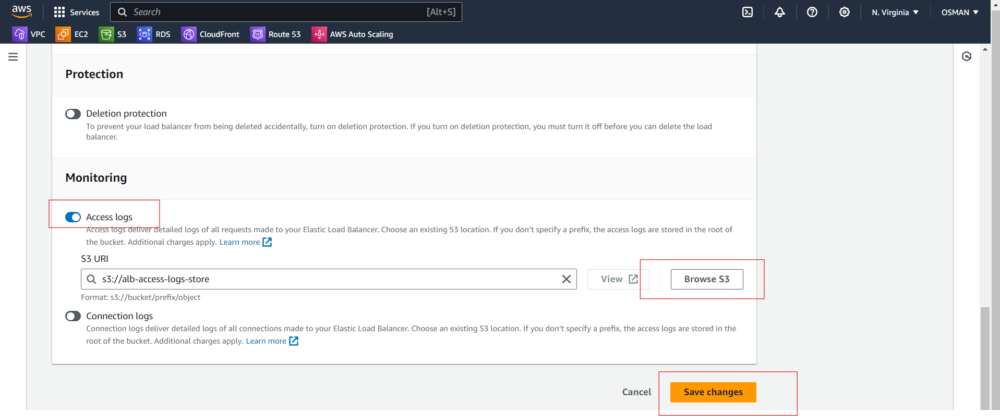 aws
Services
Search
[Alt+S]
N. Virginia
OSMAN
VPC
EC2
S3
RDS
CloudFront
Route 53
AWS Auto Scaling
Protection
Deletion protection
To prevent your load balancer from being deleted accidentally, turn on deletion protection. If you turn on deletion protection, you must turn it off before you can delete the load
balancer.
Monitoring
Access logs
Access logs deliver detailed logs of all requests made to your Elastic Load Balancer. Choose an existing S3 location. If you don’t specify a prefix, the access logs are stored in the root of
the bucket. Additional charges apply. Learn more
S3 URI
s3://alb-access-logs-store
View
Browse S3
Format: s3://bucket/prefix/object
Connection logs
Connection logs deliver detailed logs of all connections made to your Elastic Load Balancer. Choose an existing S3 location. If you don’t specify a prefix, the access logs are stored in the
root of the bucket. Additional charges apply. Learn more
Cancel
Save changes